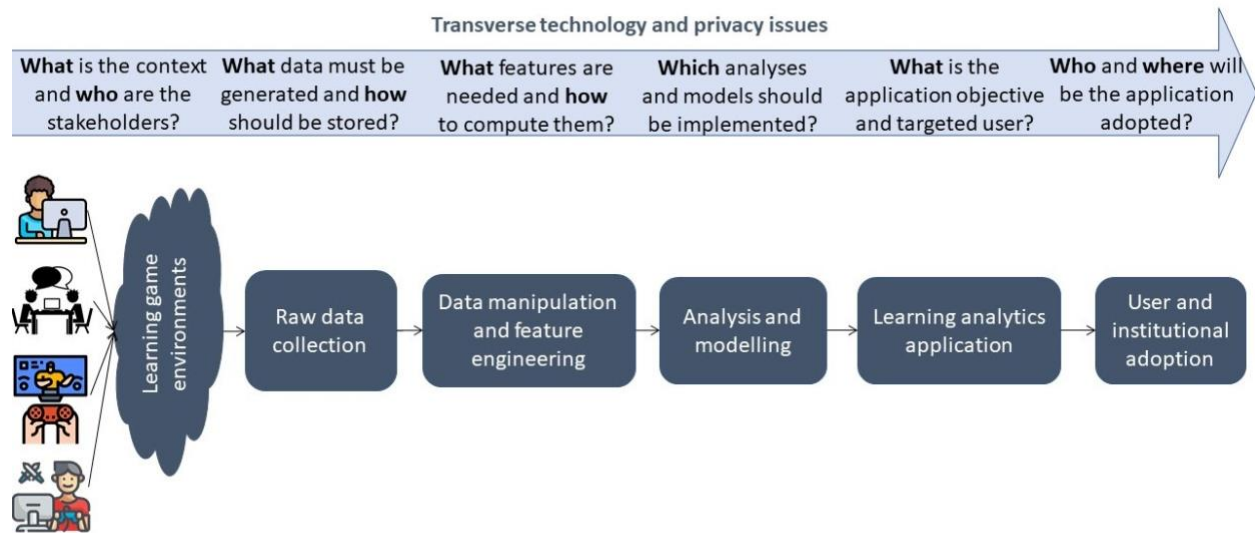 Transverse technology and privacy issues
What is the context
and who are the
stakeholders?
What data must be
generated and how
should be stored?
What features are
needed and how
to compute them?
Which analyses
and models should
be implemented?
What is the
application objective
and targeted user?
Who and where will
be the application
adopted?
Learning game
environments
Raw data
collection
Data manipulation
and feature
engineering
Analysis and
modelling
Learning analytics
application
User and
institutional
adoption